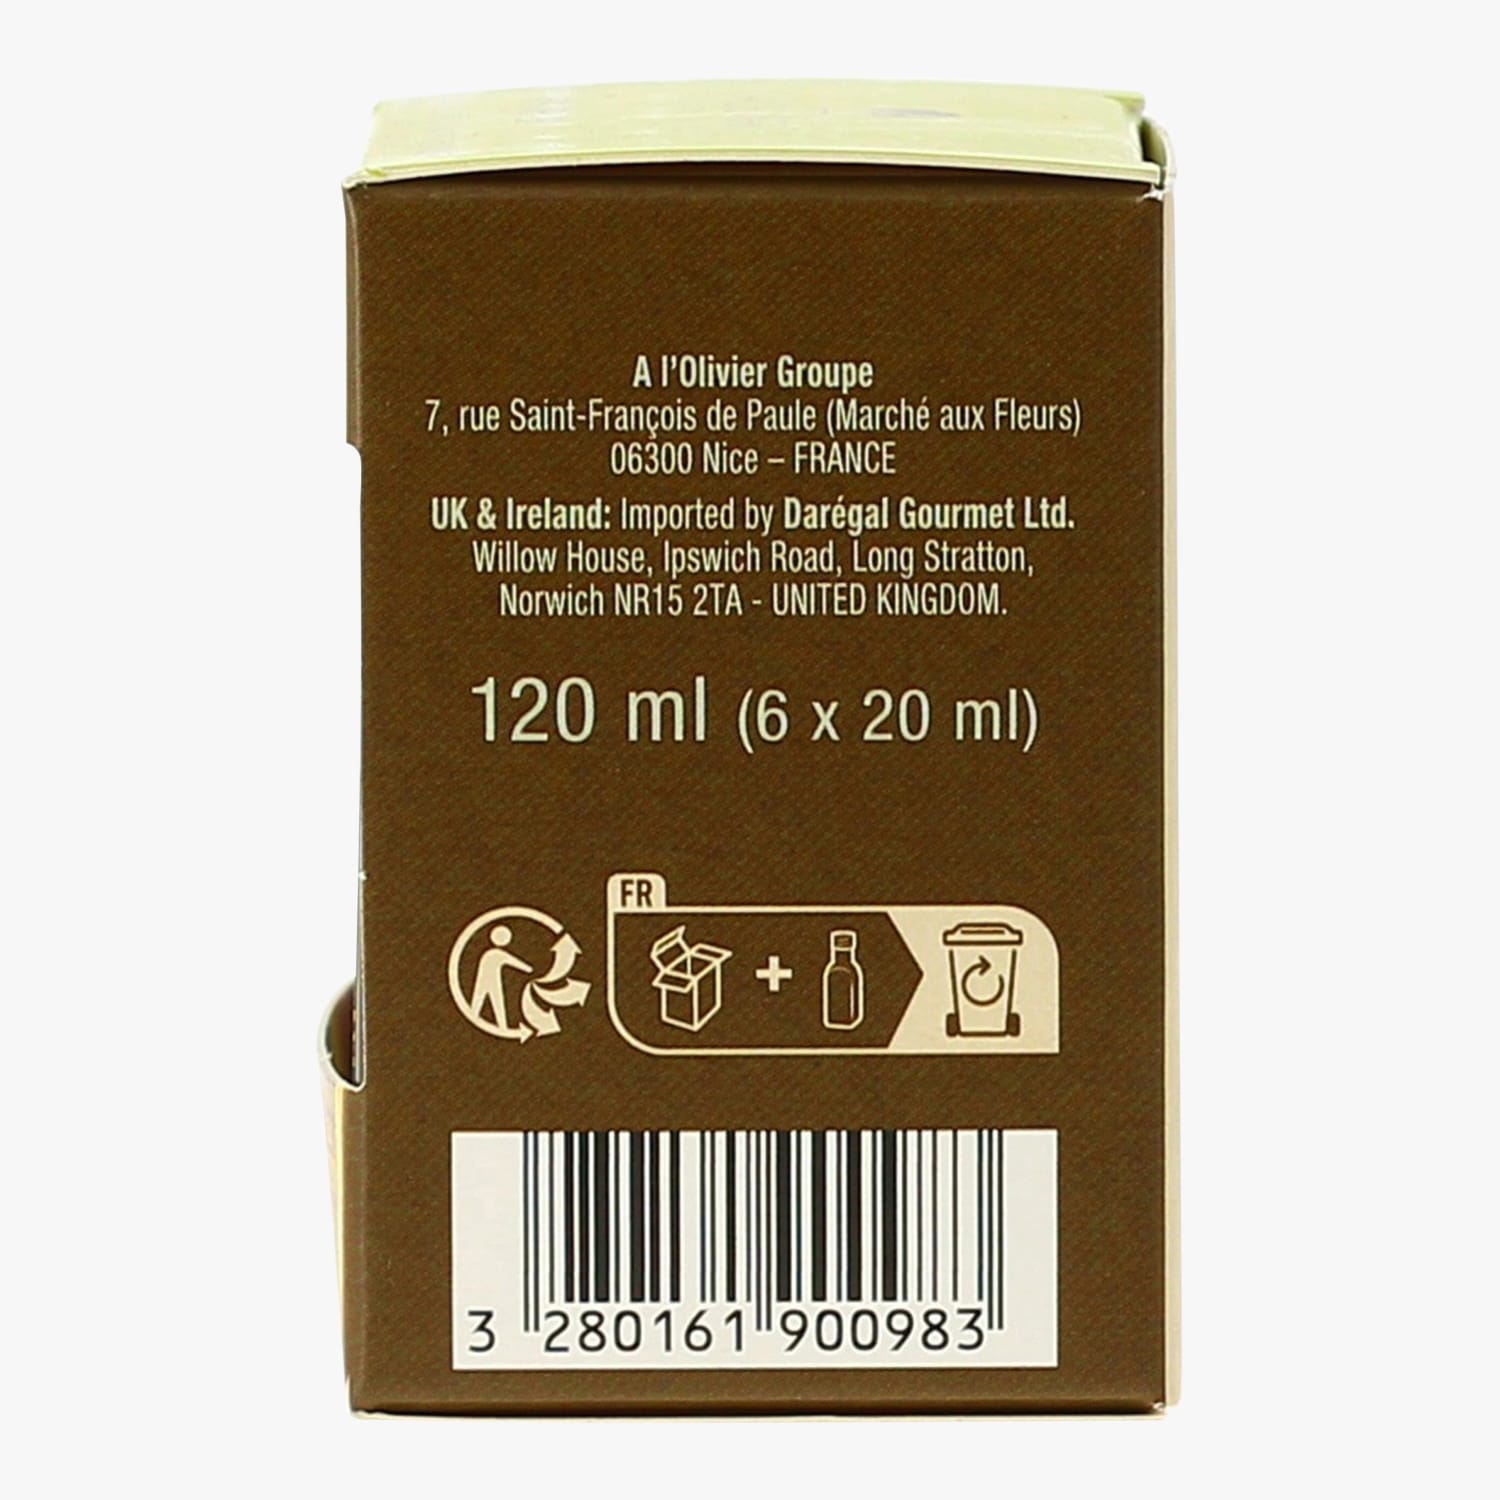 A l'Olivier Groupe
7, rue Saint-François de Paule (Marché aux Fleurs)
06300 Nice – FRANCE
UK & Ireland: Imported by Darégal Gourmet Ltd.
Willow House, Ipswich Road, Long Stratton,
Norwich NR15 2TA - UNITED KINGDOM.
120 ml (6 x 20 ml)
FR
+
3 280161 900983